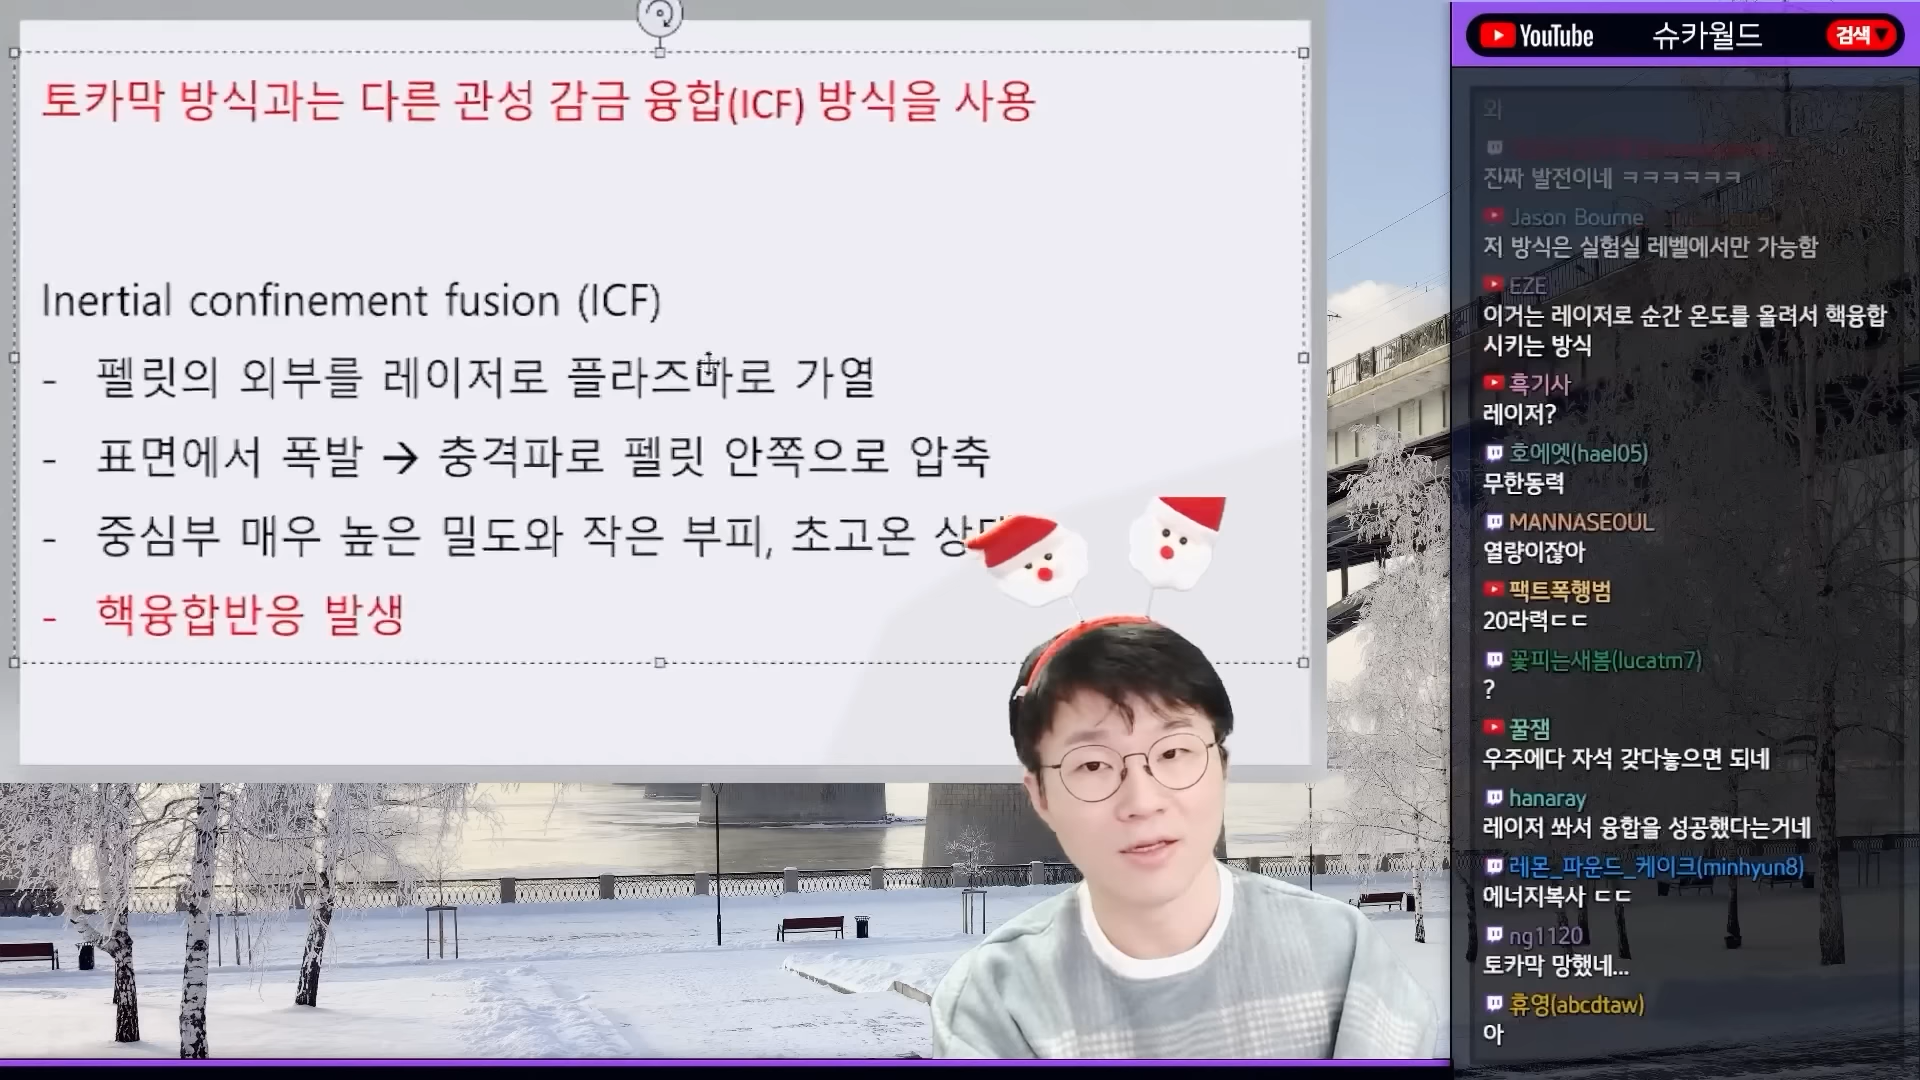 토카막 방식과는 다른 관성 감금 융합(ICF) 방식을 사용
Inertial confinement fusion (ICF)
- 펠릿의 외부를 레이저로 플라즈마로 가열
- 표면에서 폭발 → 충격파로 펠릿 안쪽으로 압축
- 중심부 매우 높은 밀도와 작은 부피, 초고온
- 핵융합반응 발생
YouTube 슈카월드 검색
와
진짜 발전이네 ㅋㅋㅋㅋㅋㅋ
Jason Bourne
저 방식은 실험실 레벨에서만 가능함
EZE
이거는 레이저로 순간 온도를 올려서 핵융합
시키는 방식
흑기사
레이저?
호에엣(hael05)
무한동력
MANNASEOUL
열량이잖아
팩트폭행범
20라력ㄷㄷ
꽃피는새봄(lucatm7)
?
꿀잼
우주에다 자석 갖다놓으면 되네
hanaray
레이저 쏴서 융합을 성공했다는거네
레몬_파운드_케이크(minhyun8)
에너지복사 ㄷㄷ
ng1120
토카막 망했네...
휴영(abcdtaw)
아